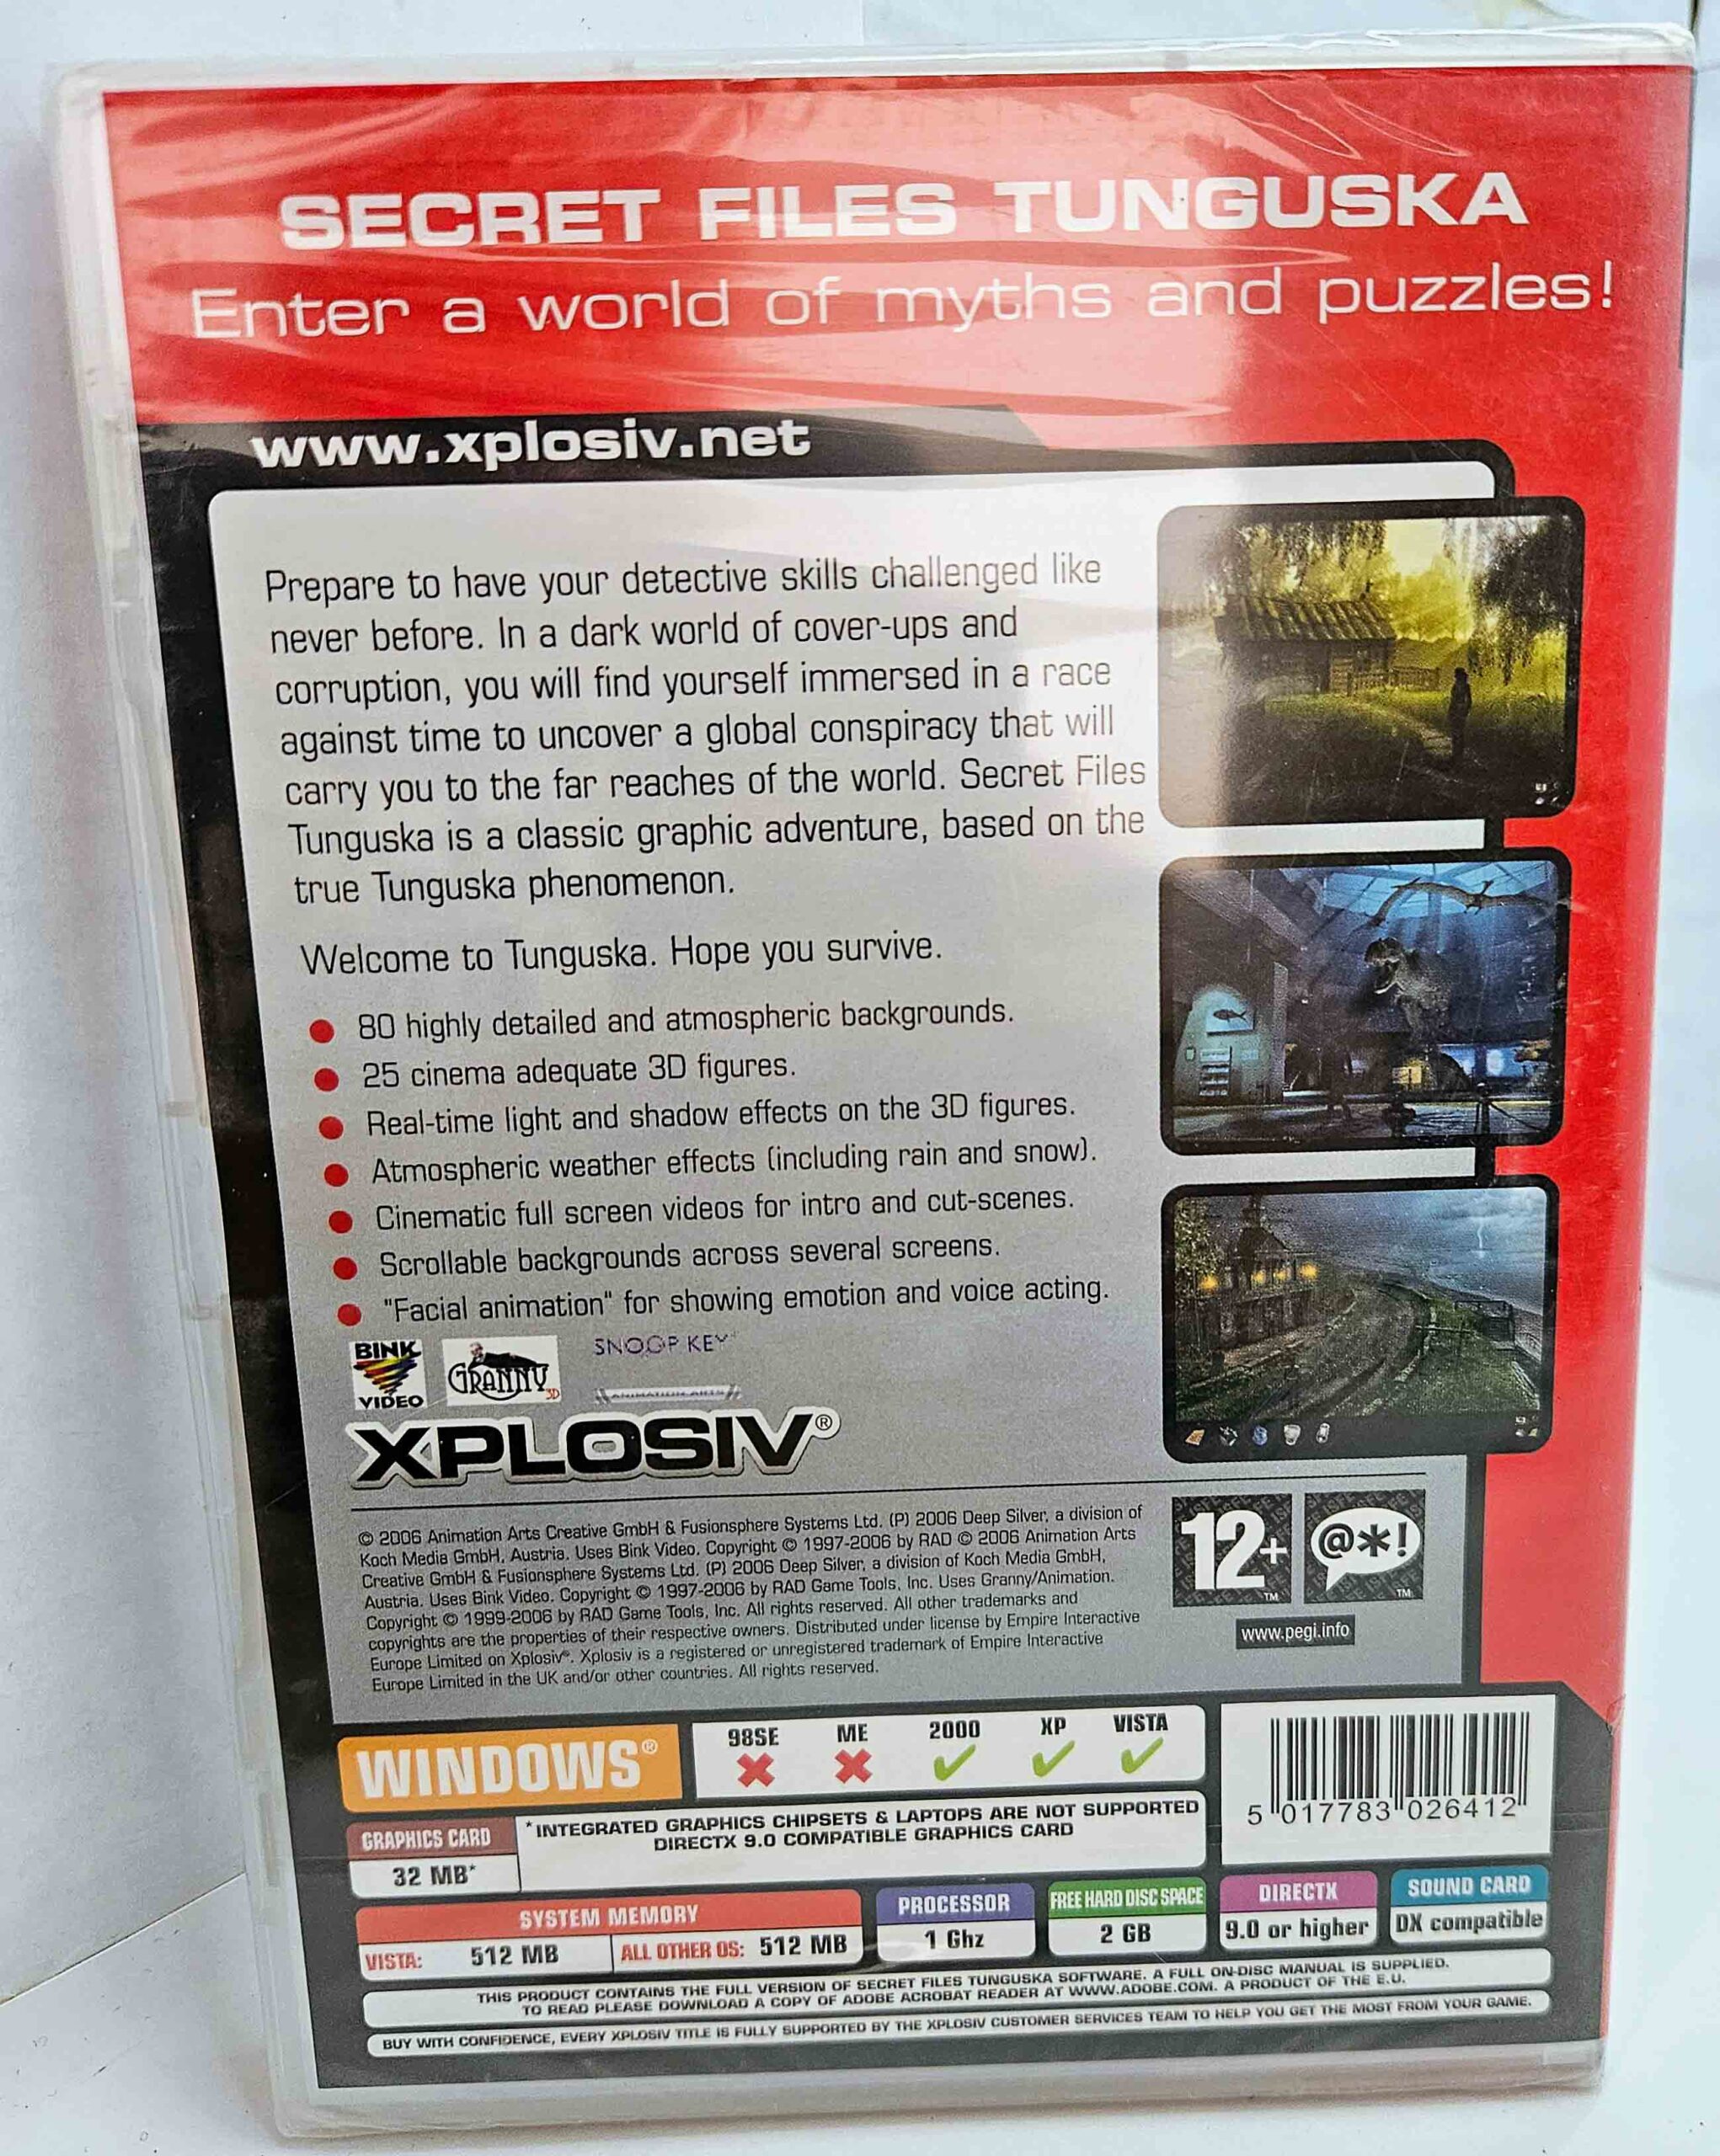 SECRET FILES TUNGUSKA
Enter a world of myths and puzzles!
www.xplosiv.net
Prepare to have your detective skills challenged like
never before. In a dark world of cover-ups and
corruption, you will find yourself immersed in a race
against time to uncover a global conspiracy that will
carry you to the far reaches of the world. Secret Files
Tunguska is a classic graphic adventure, based on the
true Tunguska phenomenon.
Welcome to Tunguska. Hope you survive.
80 highly detailed and atmospheric backgrounds.
25 cinema adequate 3D figures.
Real-time light and shadow effects on the 3D figures.
Atmospheric weather effects (including rain and snow).
Cinematic full screen videos for intro and cut-scenes.
Scrollable backgrounds across several screens.
"Facial animation" for showing emotion and voice acting.
BINK
VIDEO
GRANNY 3D
SNOOP KEY
ANIMATION ARTS
XPLOSIV®
© 2006 Animation Arts Creative GmbH & Fusionsphere Systems Ltd. (P) 2006 Deep Silver, a division of
Koch Media GmbH, Austria. Uses Bink Video. Copyright © 1997-2006 by RAD © 2006 Animation Arts
Creative GmbH & Fusionsphere Systems Ltd. (P) 2006 Deep Silver, a division of Koch Media GmbH,
Austria. Uses Bink Video. Copyright © 1997-2006 by RAD Game Tools, Inc. Uses Granny/Animation.
Copyright © 1999-2006 by RAD Game Tools, Inc. All rights reserved. All other trademarks and
copyrights are the properties of their respective owners. Distributed under license by Empire Interactive
Europe Limited on Xplosiv®. Xplosiv is a registered or unregistered trademark of Empire Interactive
Europe Limited in the UK and/or other countries. All rights reserved.
12+ ™
@*! ™
www.pegi.info
WINDOWS®
98SE ME 2000 XP VISTA
GRAPHICS CARD
32 MB*
*INTEGRATED GRAPHICS CHIPSETS & LAPTOPS ARE NOT SUPPORTED
DIRECTX 9.0 COMPATIBLE GRAPHICS CARD
5 017783 026412
SYSTEM MEMORY
VISTA: 512 MB ALL OTHER OS: 512 MB
PROCESSOR
1 Ghz
FREE HARD DISC SPACE
2 GB
DIRECTX
9.0 or higher
SOUND CARD
DX compatible
THIS PRODUCT CONTAINS THE FULL VERSION OF SECRET FILES TUNGUSKA SOFTWARE. A FULL ON-DISC MANUAL IS SUPPLIED.
TO READ PLEASE DOWNLOAD A COPY OF ADOBE ACROBAT READER AT WWW.ADOBE.COM. A PRODUCT OF THE E.U.
BUY WITH CONFIDENCE, EVERY XPLOSIV TITLE IS FULLY SUPPORTED BY THE XPLOSIV CUSTOMER SERVICES TEAM TO HELP YOU GET THE MOST FROM YOUR GAME.